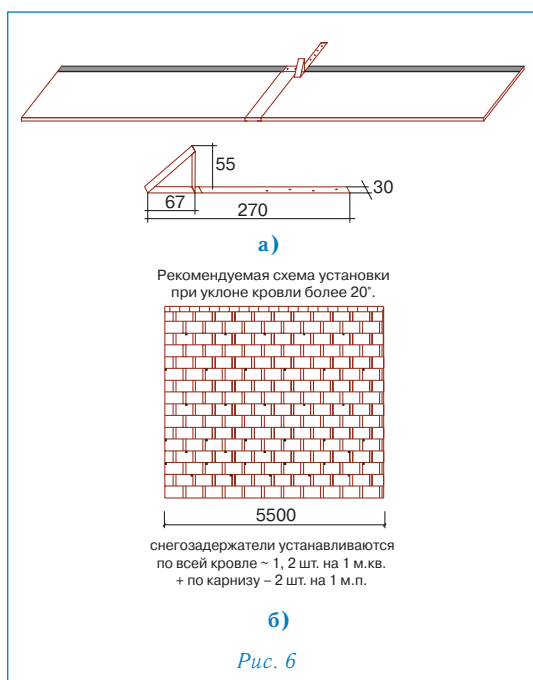 55
30
67
270
а)
Рекомендуемая схема установки
при уклоне кровли более 20°.
5500
снегозадержатели устанавливаются
по всей кровле ~ 1, 2 шт. на 1 м.кв.
+ по карнизу – 2 шт. на 1 м.п.
б)
Рис. 6